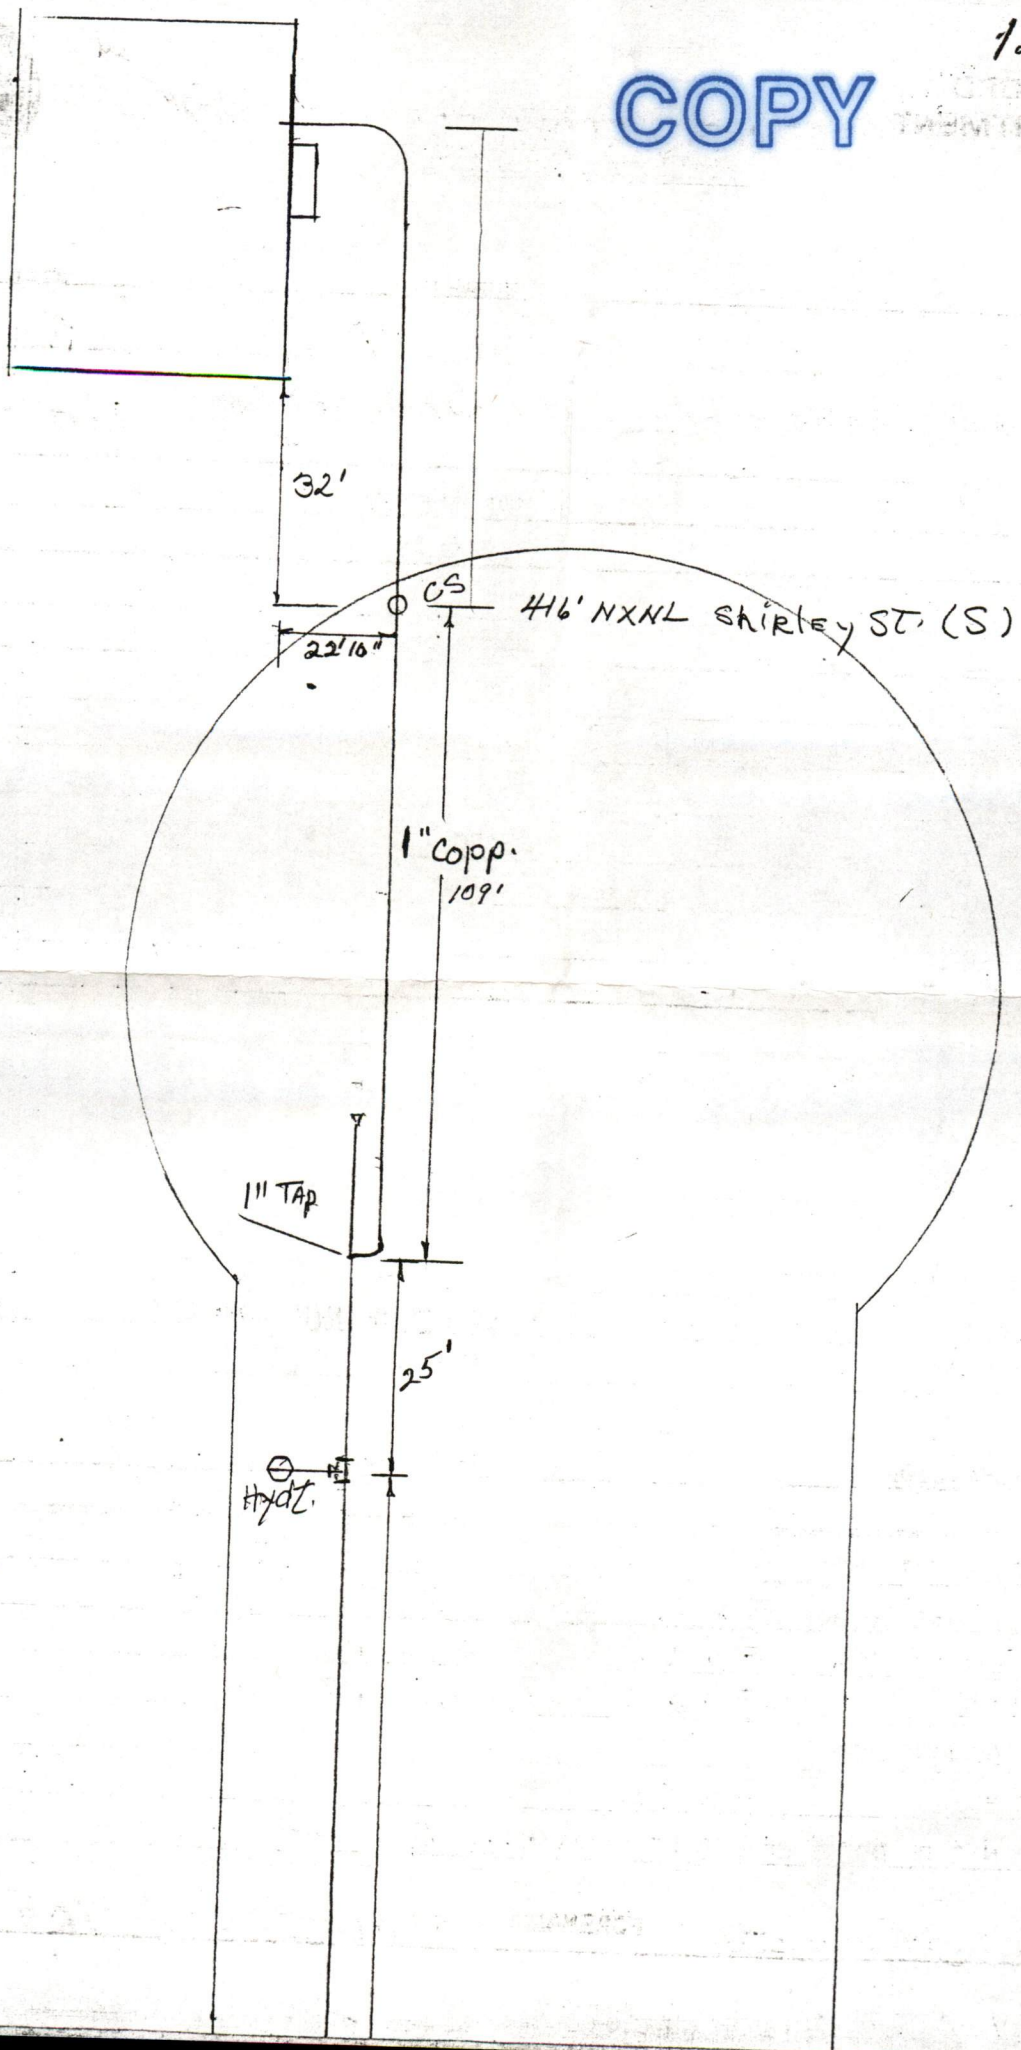 COPY
32'
CS
416' NXNL Shirley ST. (S)
22'10"
1" Copp.
109'
1" TAP
25'
Hydt.